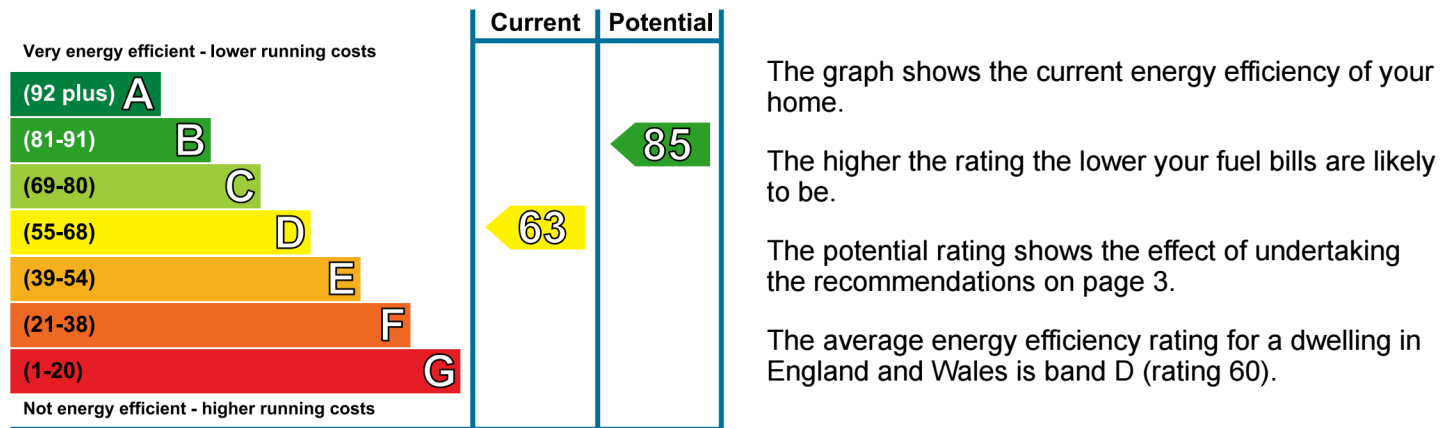 Current Potential
Very energy efficient - lower running costs
(92 plus) A
(81-91) B
85
(69-80) C
(55-68) D
63
(39-54) E
(21-38) F
(1-20) G
Not energy efficient - higher running costs
The graph shows the current energy efficiency of your
home.
The higher the rating the lower your fuel bills are likely
to be.
The potential rating shows the effect of undertaking
the recommendations on page 3.
The average energy efficiency rating for a dwelling in
England and Wales is band D (rating 60).